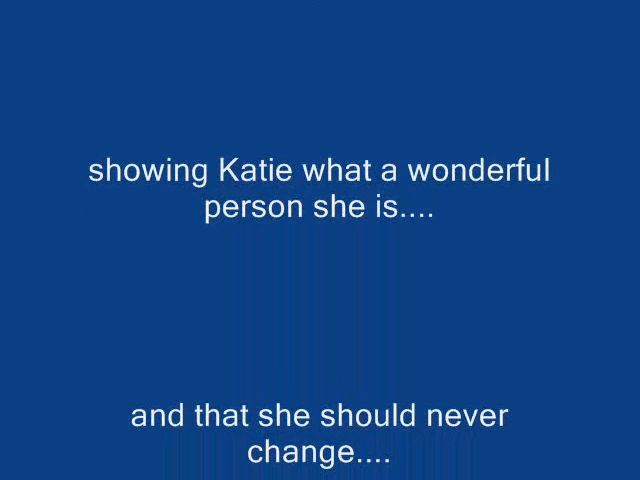 showing Katie what a wonderful
person she is....
and that she should never
change....